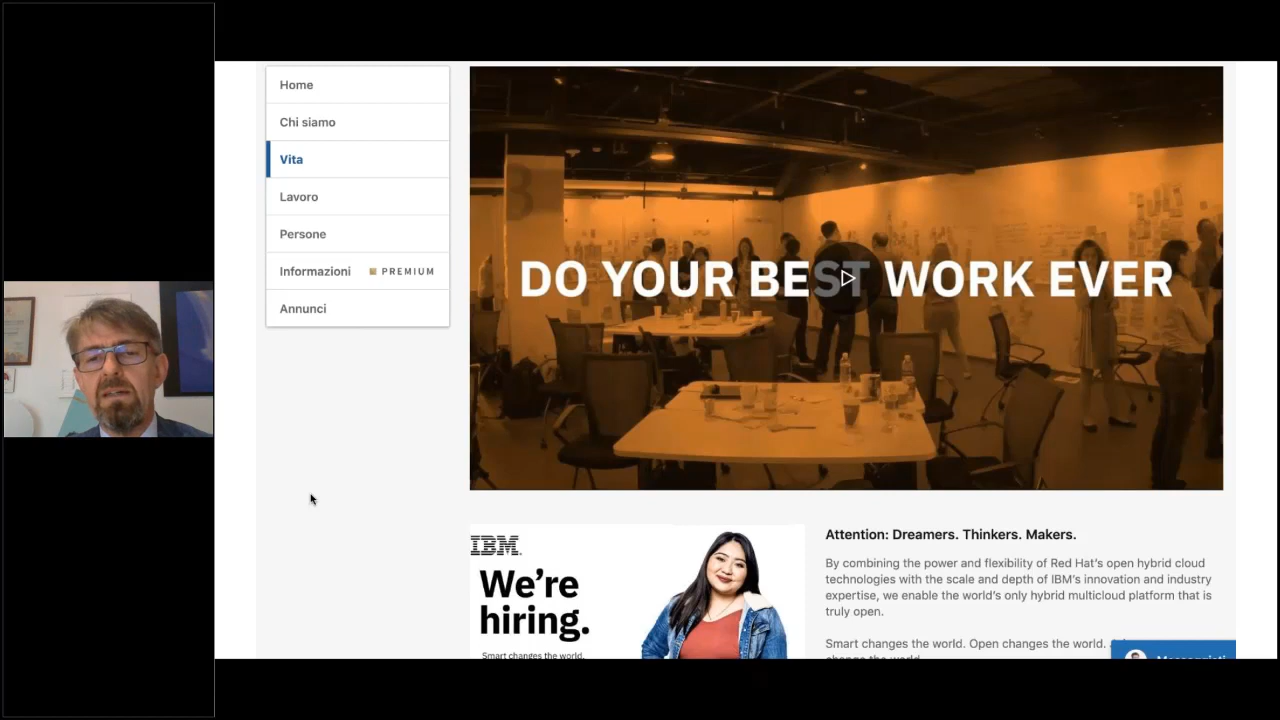 Home
Chi siamo
Vita
Lavoro
Persone
Informazioni PREMIUM
Annunci
B
DO YOUR BEST WORK EVER
IBM
We're
hiring.
Smart changes the world.
Attention: Dreamers. Thinkers. Makers.
By combining the power and flexibility of Red Hat's open hybrid cloud
technologies with the scale and depth of IBM's innovation and industry
expertise, we enable the world's only hybrid multicloud platform that is
truly open.
Smart changes the world. Open changes the world.
change the world